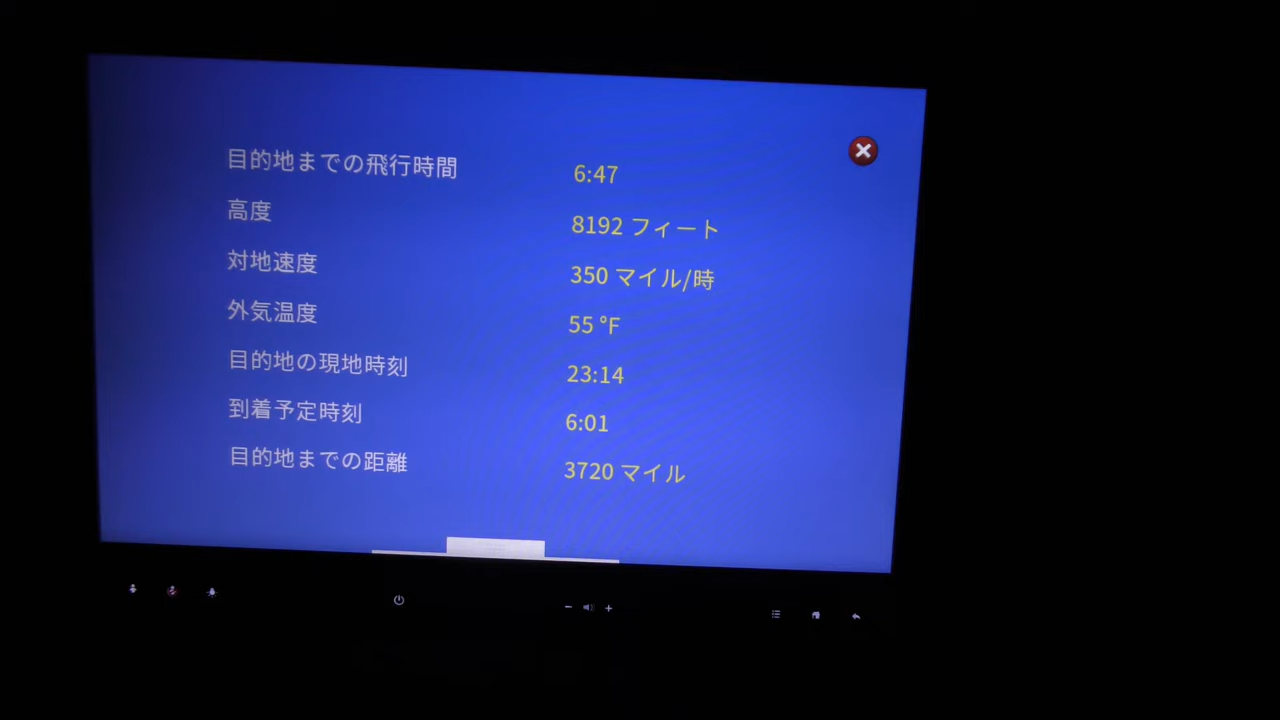 目的地までの飛行時間 6:47
高度 8192 フィート
対地速度 350 マイル/時
外気温度 55 °F
目的地の現地時刻 23:14
到着予定時刻 6:01
目的地までの距離 3720 マイル